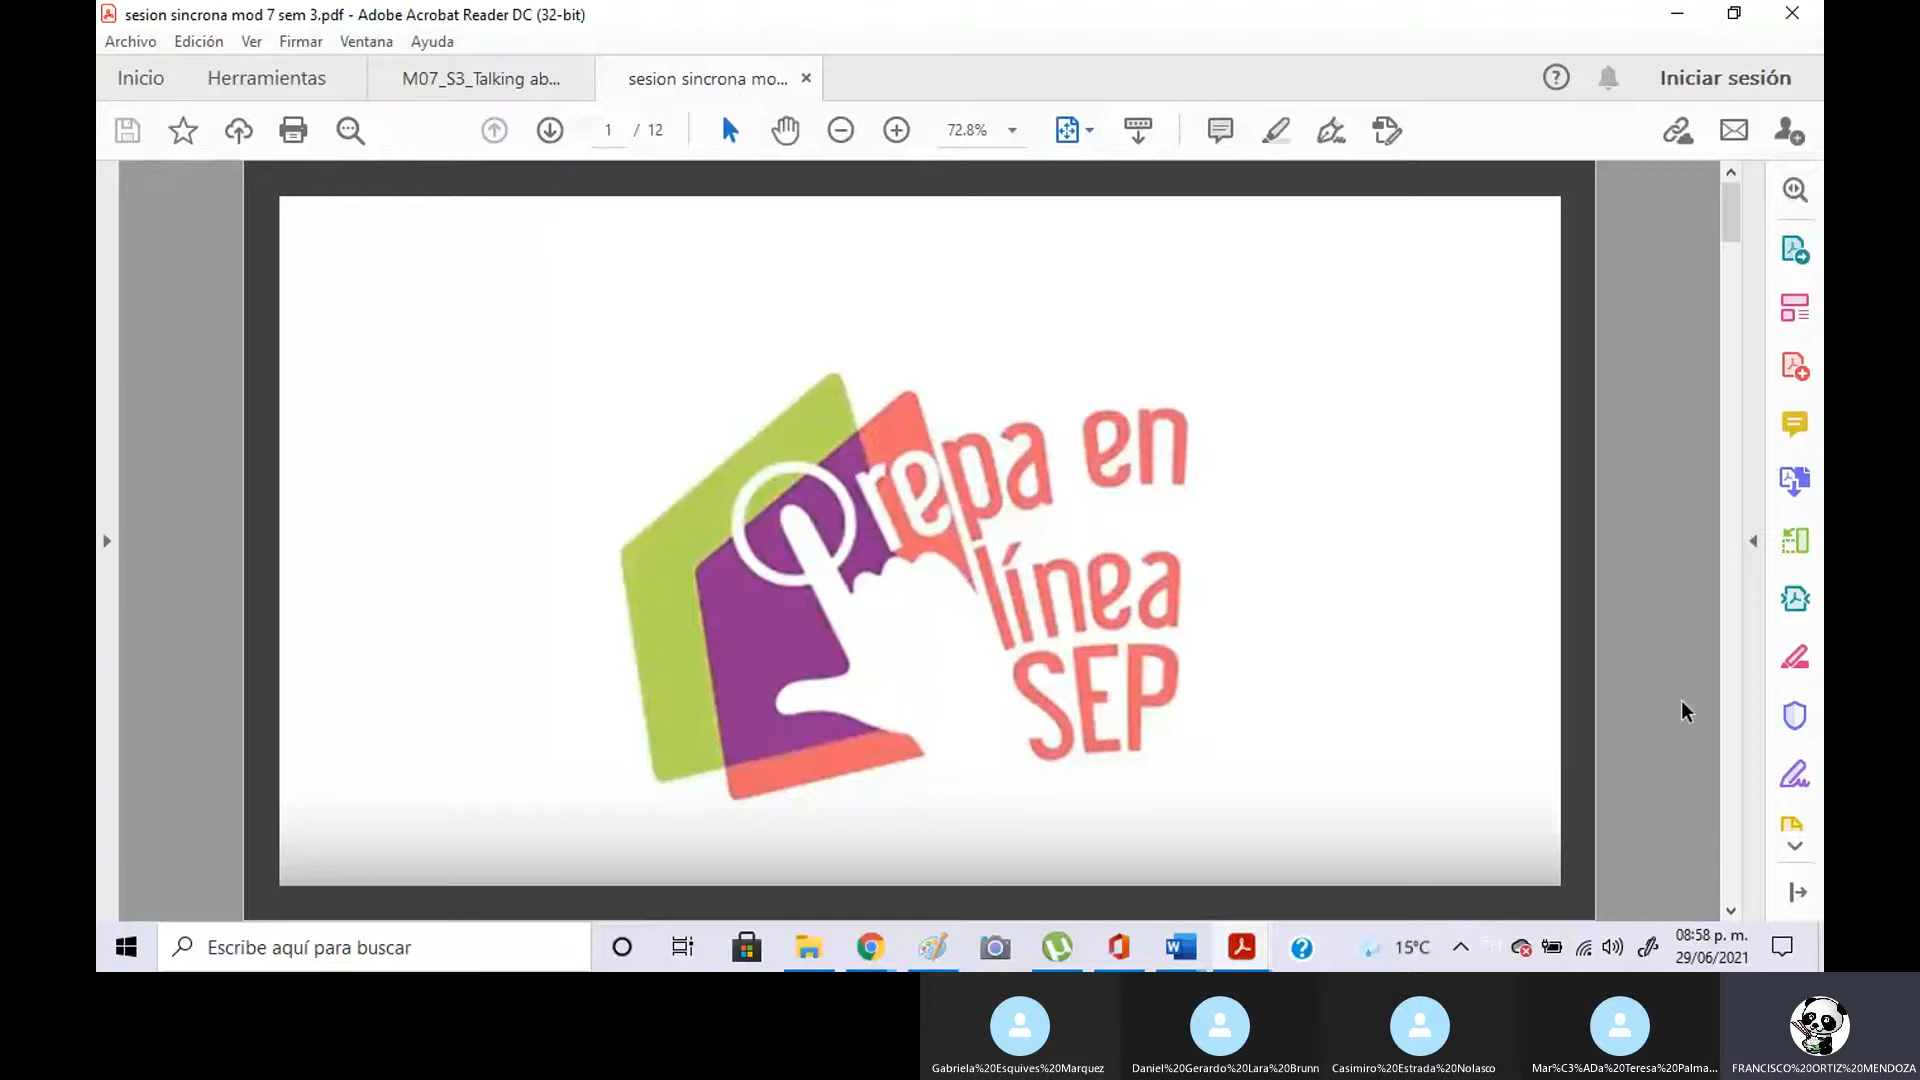 sesion sincrona mod 7 sem 3.pdf - Adobe Acrobat Reader DC (32-bit)
Archivo Edición Ver Firmar Ventana Ayuda
Inicio Herramientas M07_S3_Talking ab... sesion sincrona mo... Iniciar sesión
1 / 12 72.8%
Prepa en
línea
SEP
Escribe aquí para buscar
15°C
08:58 p. m.
29/06/2021
Gabriela%20Esquives%20Marquez Daniel%20Gerardo%20Lara%20Brunn Casimiro%20Estrada%20Nolasco Mar%C3%ADa%20Teresa%20Palma... FRANCISCO%20ORTIZ%20MENDOZA